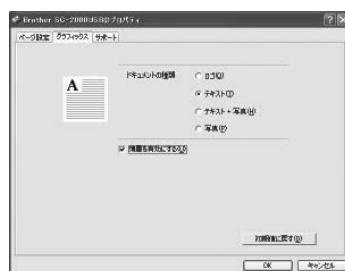 Brother SC-2000USBのプロパティ
ページ設定 グラフィックス サポート
A
ドキュメントの種類
ロゴ(G)
テキスト(T)
テキスト+写真(H)
写真(P)
初期値に戻す(D)
OK キャンセル